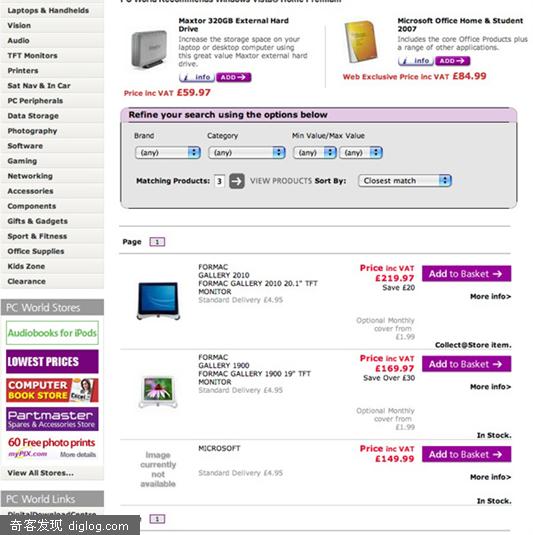 PC World Recommends Windows Vista® Home Premium
Laptops & Handhelds
Vision
Audio
TFT Monitors
Printers
Sat Nav & In Car
PC Peripherals
Data Storage
Photography
Software
Gaming
Networking
Accessories
Components
Gifts & Gadgets
Sport & Fitness
Office Supplies
Kids Zone
Clearance
PC World Stores
Audiobooks for iPods
LOWEST PRICES
COMPUTER
BOOK STORE
Excel
Partmaster
Spares & Accessories Store
60 Free photo prints
myPIX.com More details
View All Stores...
PC World Links
DigitalDownloadCentre
Maxtor 320GB External Hard
Drive
Increase the storage space on your
laptop or desktop computer using
this great value Maxtor external hard
drive.
i info ADD
Price inc VAT £59.97
Microsoft Office Home & Student
2007
Includes the core Office Products plus
a range of other applications.
i info ADD
Web Exclusive Price inc VAT £84.99
Refine your search using the options below
Brand Category Min Value/Max Value
(any) (any) (any) (any)
Matching Products: 3 VIEW PRODUCTS Sort By: Closest match
Page 1
FORMAC
GALLERY 2010
FORMAC GALLERY 2010 20.1" TFT
MONITOR
Standard Delivery £4.95
Price inc VAT
£219.97
Save £20
Add to Basket
More info>
Optional Monthly
cover from
£1.99
Collect@Store item.
FORMAC
GALLERY 1900
FORMAC GALLERY 1900 19" TFT
MONITOR
Standard Delivery £4.95
Price inc VAT
£169.97
Save Over £30
Add to Basket
More info>
Optional Monthly
cover from
£1.99
In Stock.
Image
currently
not
available
MICROSOFT
Standard Delivery £4.95
Price inc VAT
£149.99
Add to Basket
More info>
In Stock.
Page 1
奇客发现 diglog.com